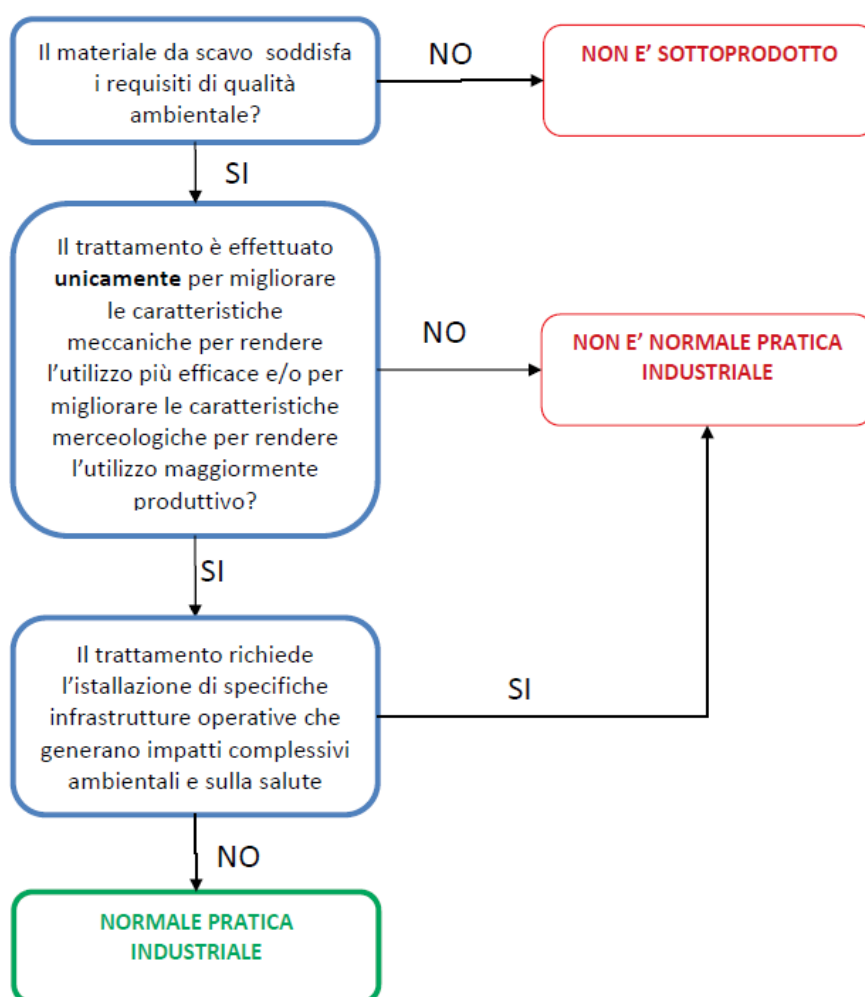 Il materiale da scavo soddisfa
i requisiti di qualità
ambientale?
NO
NON E' SOTTOPRODOTTO
SI
Il trattamento è effettuato
unicamente per migliorare
le caratteristiche
meccaniche per rendere
l'utilizzo più efficace e/o per
migliorare le caratteristiche
merceologiche per rendere
l'utilizzo maggiormente
produttivo?
NO
NON E' NORMALE PRATICA
INDUSTRIALE
SI
Il trattamento richiede
l'istallazione di specifiche
infrastrutture operative che
generano impatti complessivi
ambientali e sulla salute
SI
NO
NORMALE PRATICA
INDUSTRIALE